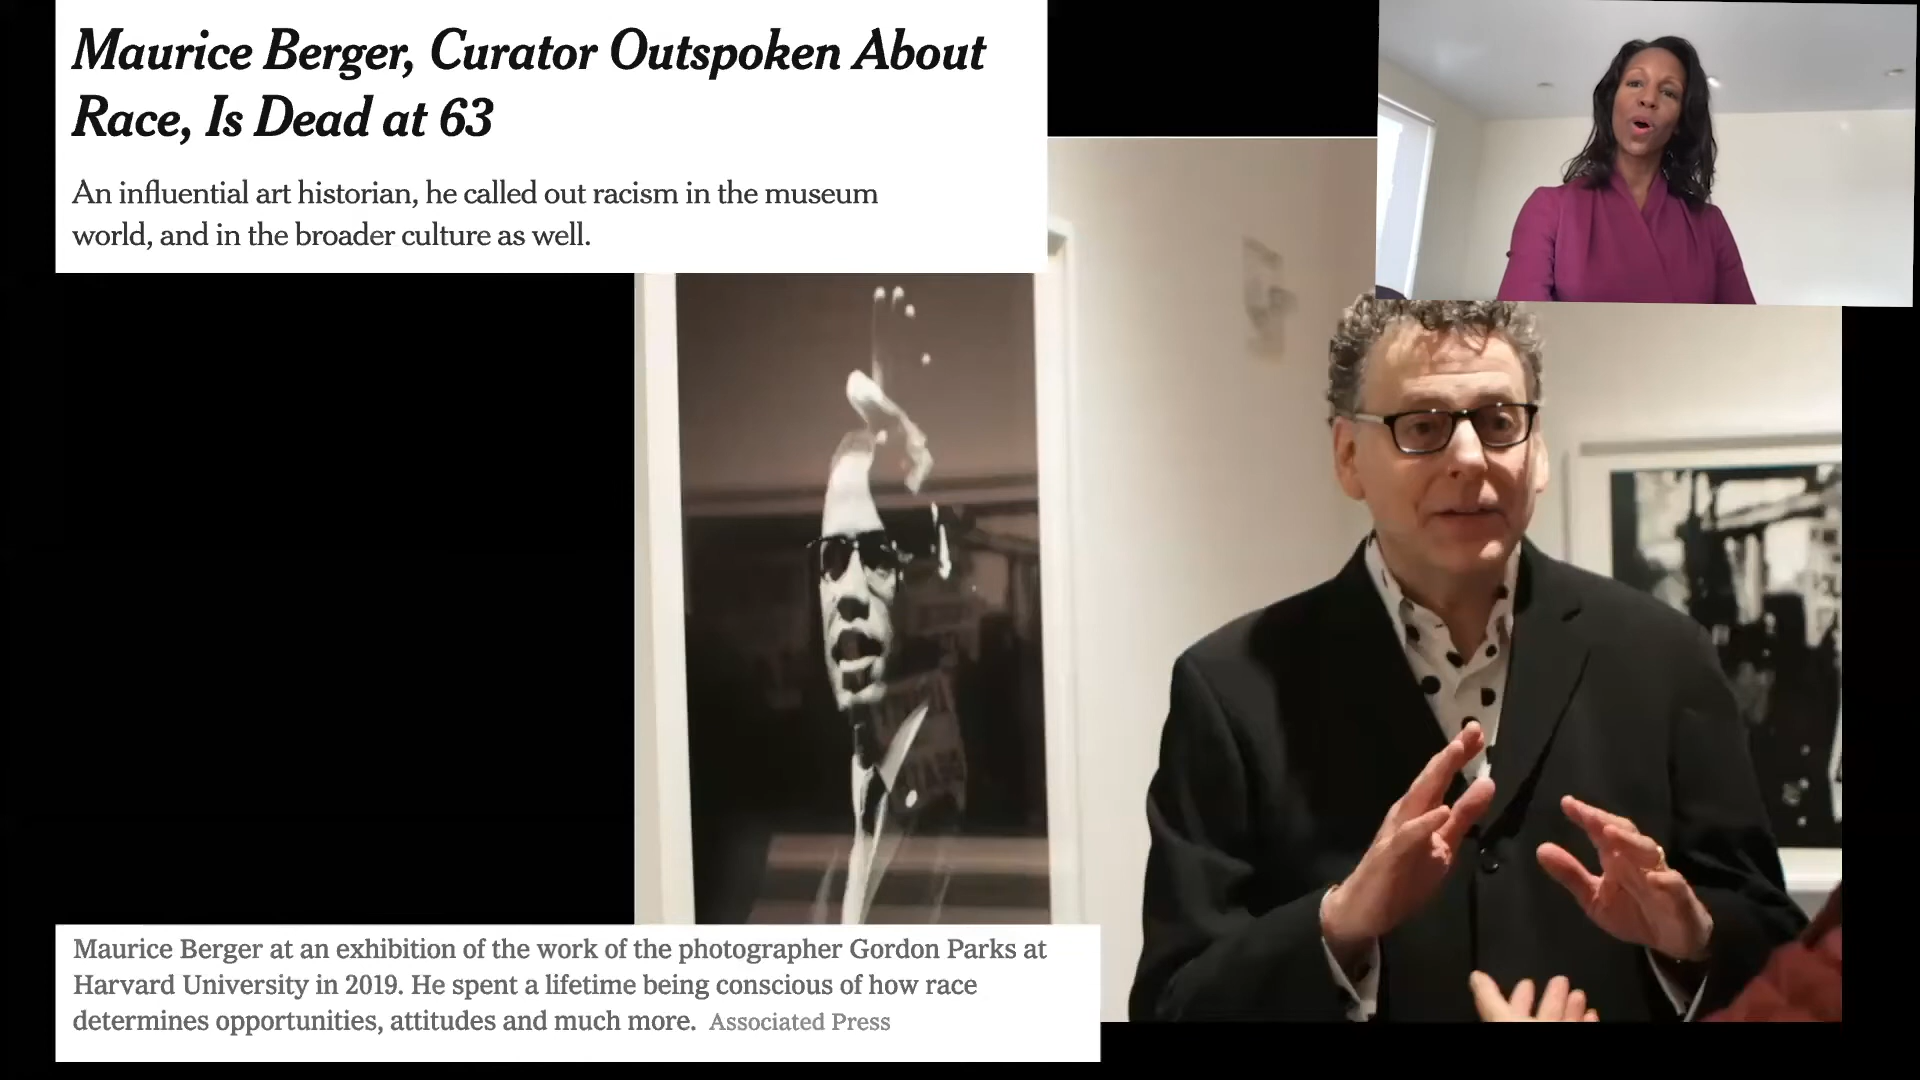 Maurice Berger, Curator Outspoken About
Race, Is Dead at 63
An influential art historian, he called out racism in the museum
world, and in the broader culture as well.
Maurice Berger at an exhibition of the work of the photographer Gordon Parks at
Harvard University in 2019. He spent a lifetime being conscious of how race
determines opportunities, attitudes and much more. Associated Press